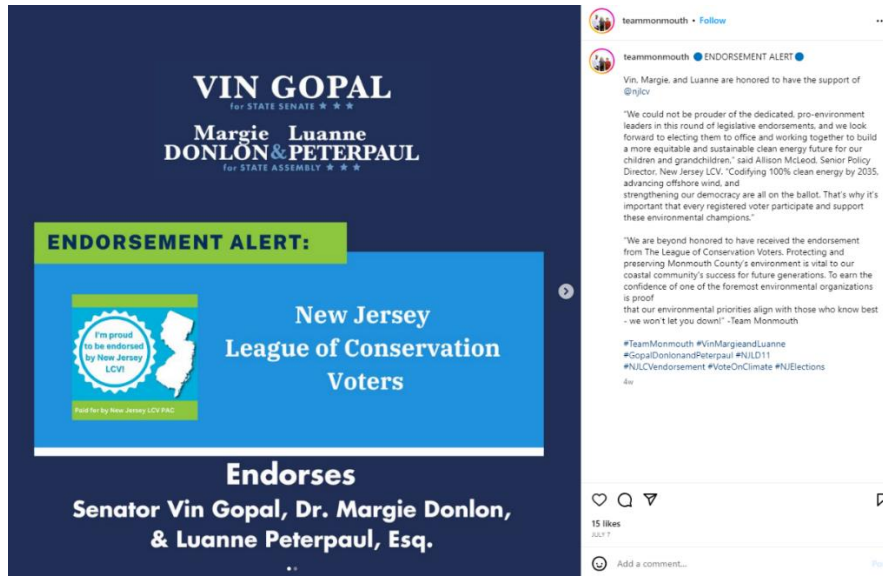 VIN GOPAL
for STATE SENATE ★ ★ ★
Margie Luanne
DONLON & PETERPAUL
for STATE ASSEMBLY ★ ★ ★
ENDORSEMENT ALERT:
I'm proud
to be endorsed
by New Jersey
LCV!
Paid for by New Jersey LCV PAC
New Jersey
League of Conservation
Voters
Endorses
Senator Vin Gopal, Dr. Margie Donlon,
& Luanne Peterpaul, Esq.
teammonmouth • Follow
teammonmouth 🔵ENDORSEMENT ALERT🔵
Vin, Margie, and Luanne are honored to have the support of
@njlcv
"We could not be prouder of the dedicated, pro-environment
leaders in this round of legislative endorsements, and we look
forward to electing them to office and working together to build
a more equitable and sustainable clean energy future for our
children and grandchildren," said Allison McLeod, Senior Policy
Director, New Jersey LCV. "Codifying 100% clean energy by 2035,
advancing offshore wind, and
strengthening our democracy are all on the ballot. That's why it's
important that every registered voter participate and support
these environmental champions."
"We are beyond honored to have received the endorsement
from The League of Conservation Voters. Protecting and
preserving Monmouth County's environment is vital to our
coastal community's success for future generations. To earn the
confidence of one of the foremost environmental organizations
is proof
that our environmental priorities align with those who know best
- we won't let you down!" -Team Monmouth
#TeamMonmouth #VinMargieandLuanne
#GopalDonlonandPeterpaul #NJLD11
#NJLCVendorsement #VoteOnClimate #NJElections
4w
15 likes
JULY 7
Add a comment...